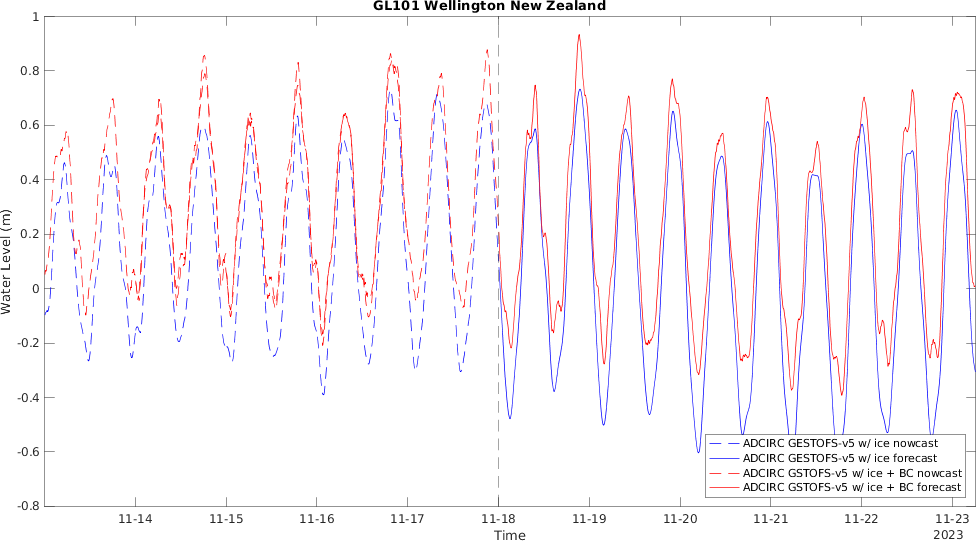 GL101 Wellington New Zealand
1
0.8
0.6
0.4
0.2
0
-0.2
-0.4
-0.6
-0.8
Water Level (m)
ADCIRC GESTOFS-v5 w/ ice nowcast
ADCIRC GESTOFS-v5 w/ ice forecast
ADCIRC GSTOFS-v5 w/ ice + BC nowcast
ADCIRC GSTOFS-v5 w/ ice + BC forecast
11-14 11-15 11-16 11-17 11-18 11-19 11-20 11-21 11-22 11-23
Time 2023